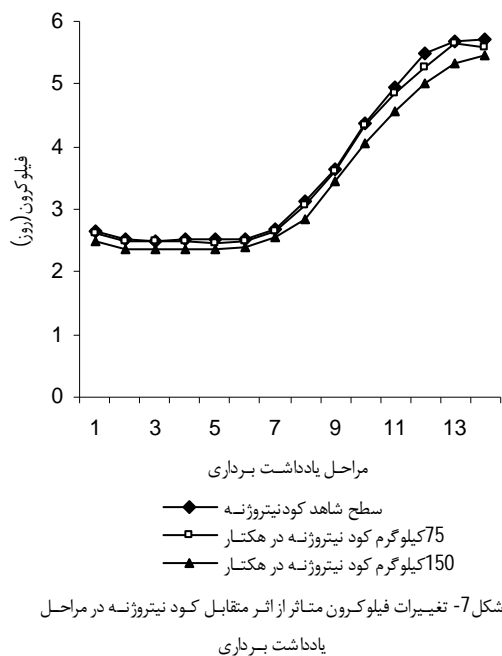 6
5
4
3
2
1
0
فیلوکرون(روز)
1 3 5 7 9 11 13
مراحل یادداشت برداری
سطح شاهد کودنیتروژنه
75کیلوگرم کود نیتروژنه در هکتار
150کیلوگرم کود نیتروژنه در هکتار
شکل7- تغییرات فیلوکرون متاثر از اثر متقابل کود نیتروژنه در مراحل
یادداشت برداری